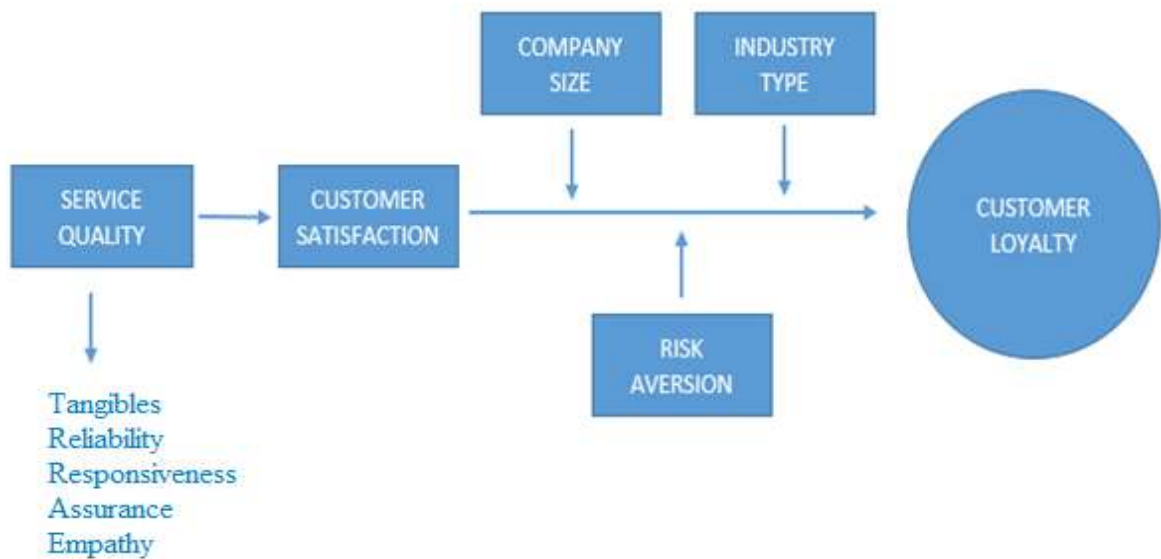 COMPANY
SIZE
INDUSTRY
TYPE
SERVICE
QUALITY
CUSTOMER
SATISFACTION
CUSTOMER
LOYALTY
RISK
AVERSION
Tangibles
Reliability
Responsiveness
Assurance
Empathy